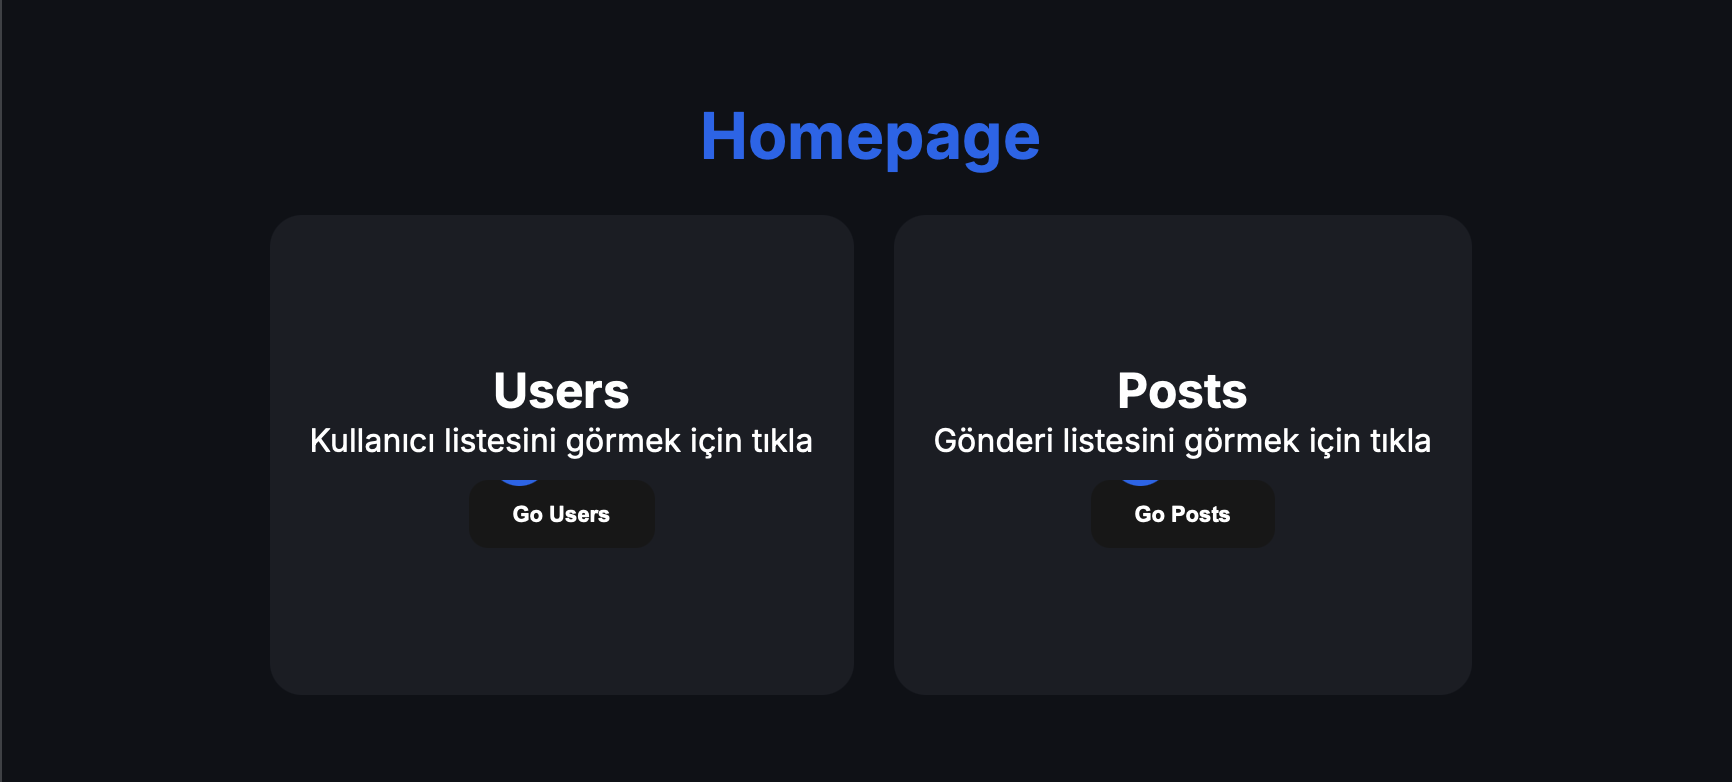 Homepage
Users
Kullanıcı listesini görmek için tıkla
Go Users
Posts
Gönderi listesini görmek için tıkla
Go Posts